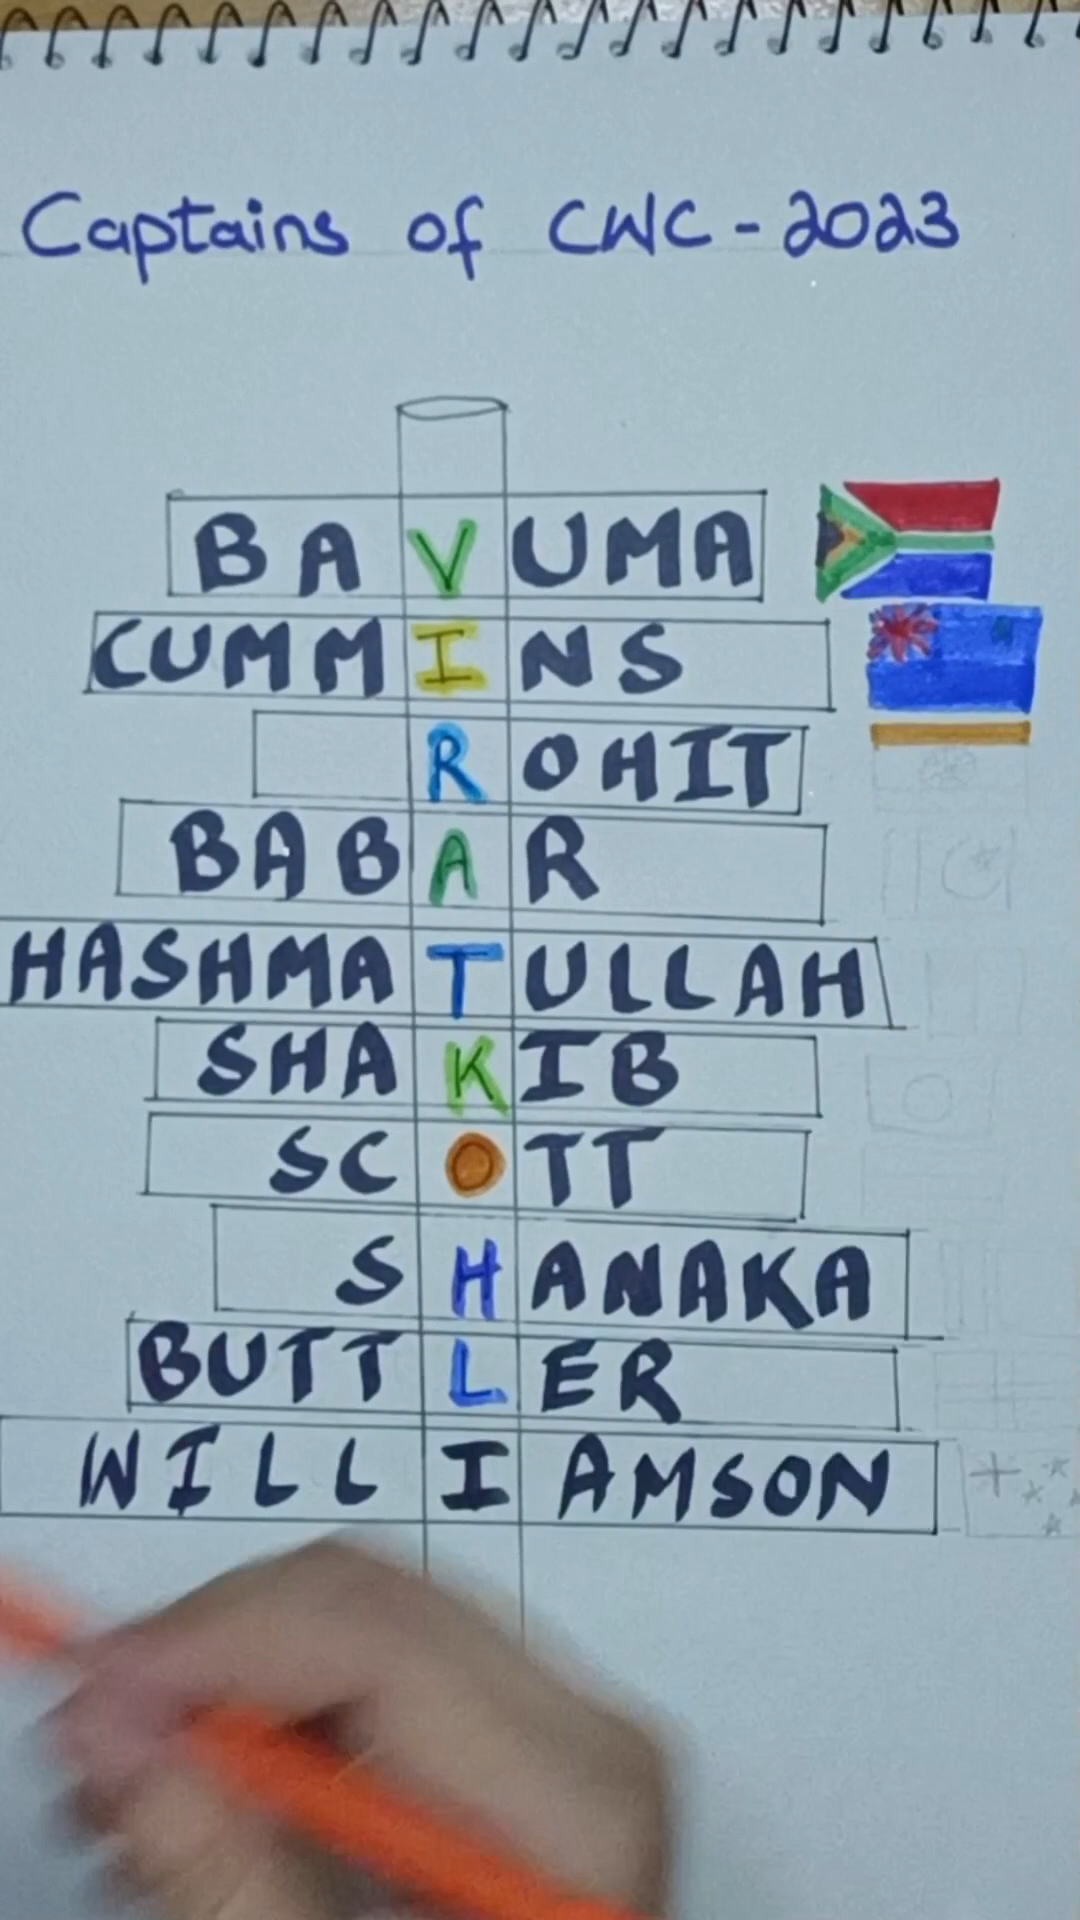 Captains of CWC - 2023
BAVUMA
CUMMINS
ROHIT
BABAR
HASHMATULLAH
SHAKIB
SCOTT
SHANAKA
BUTTLER
WILLIAMSON